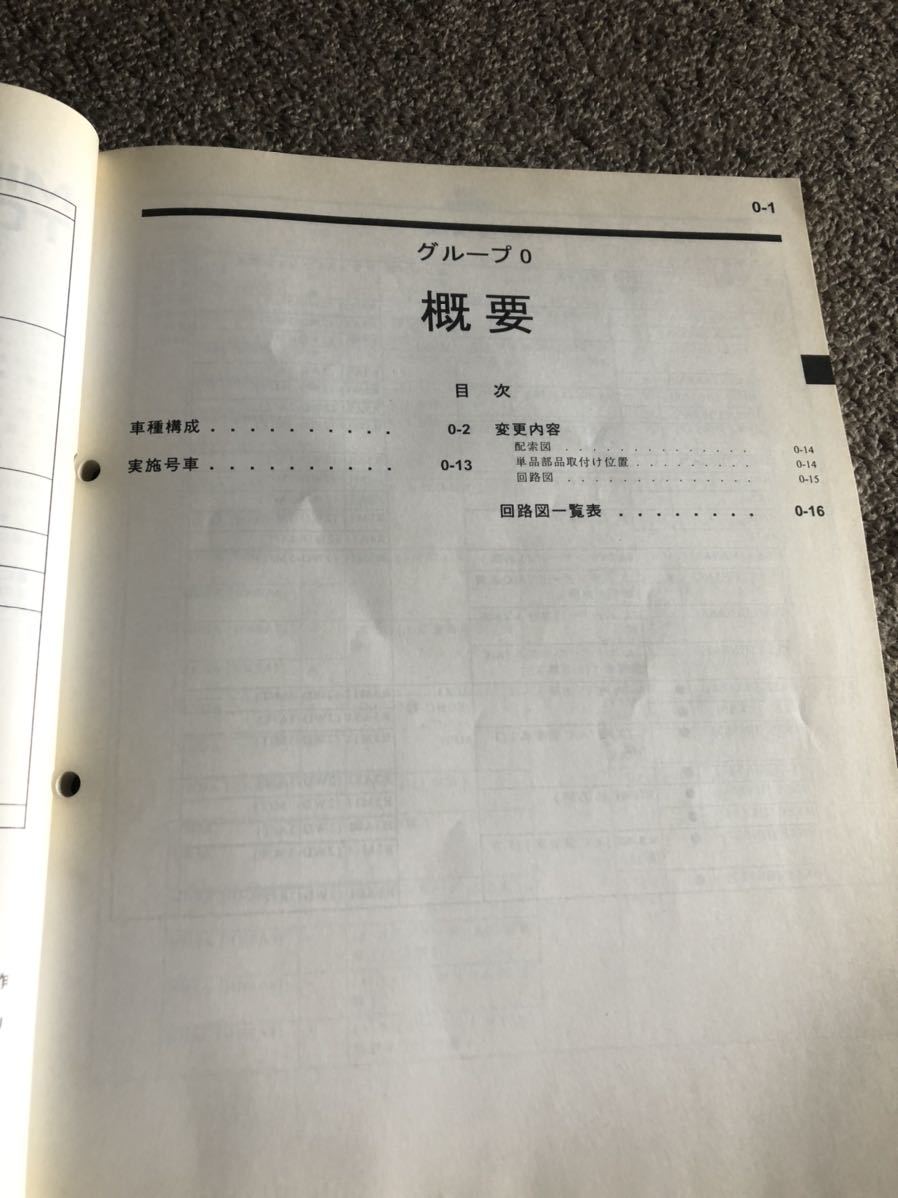 0-1
グループ 0
概要
目 次
車種構成 . . . . . . . . . . 0-2
実施号車 . . . . . . . . . . 0-13
変更内容
配索図 . . . . . . . . . . . . . 0-14
単品部品取付け位置 . . . . . . . . 0-14
回路図 . . . . . . . . . . . . . 0-15
回路図一覧表 . . . . . . . . 0-16